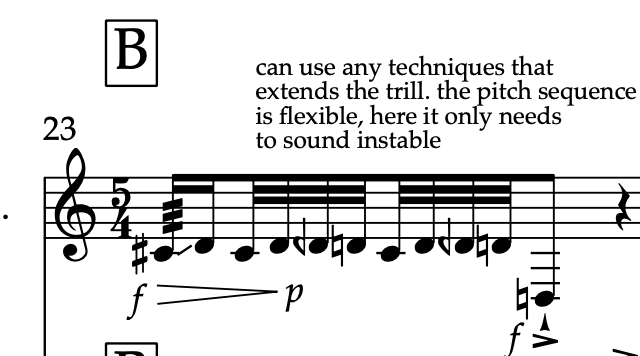 B
can use any techniques that
extends the trill. the pitch sequence
is flexible, here it only needs
to sound instable
23
5
4
f p
f